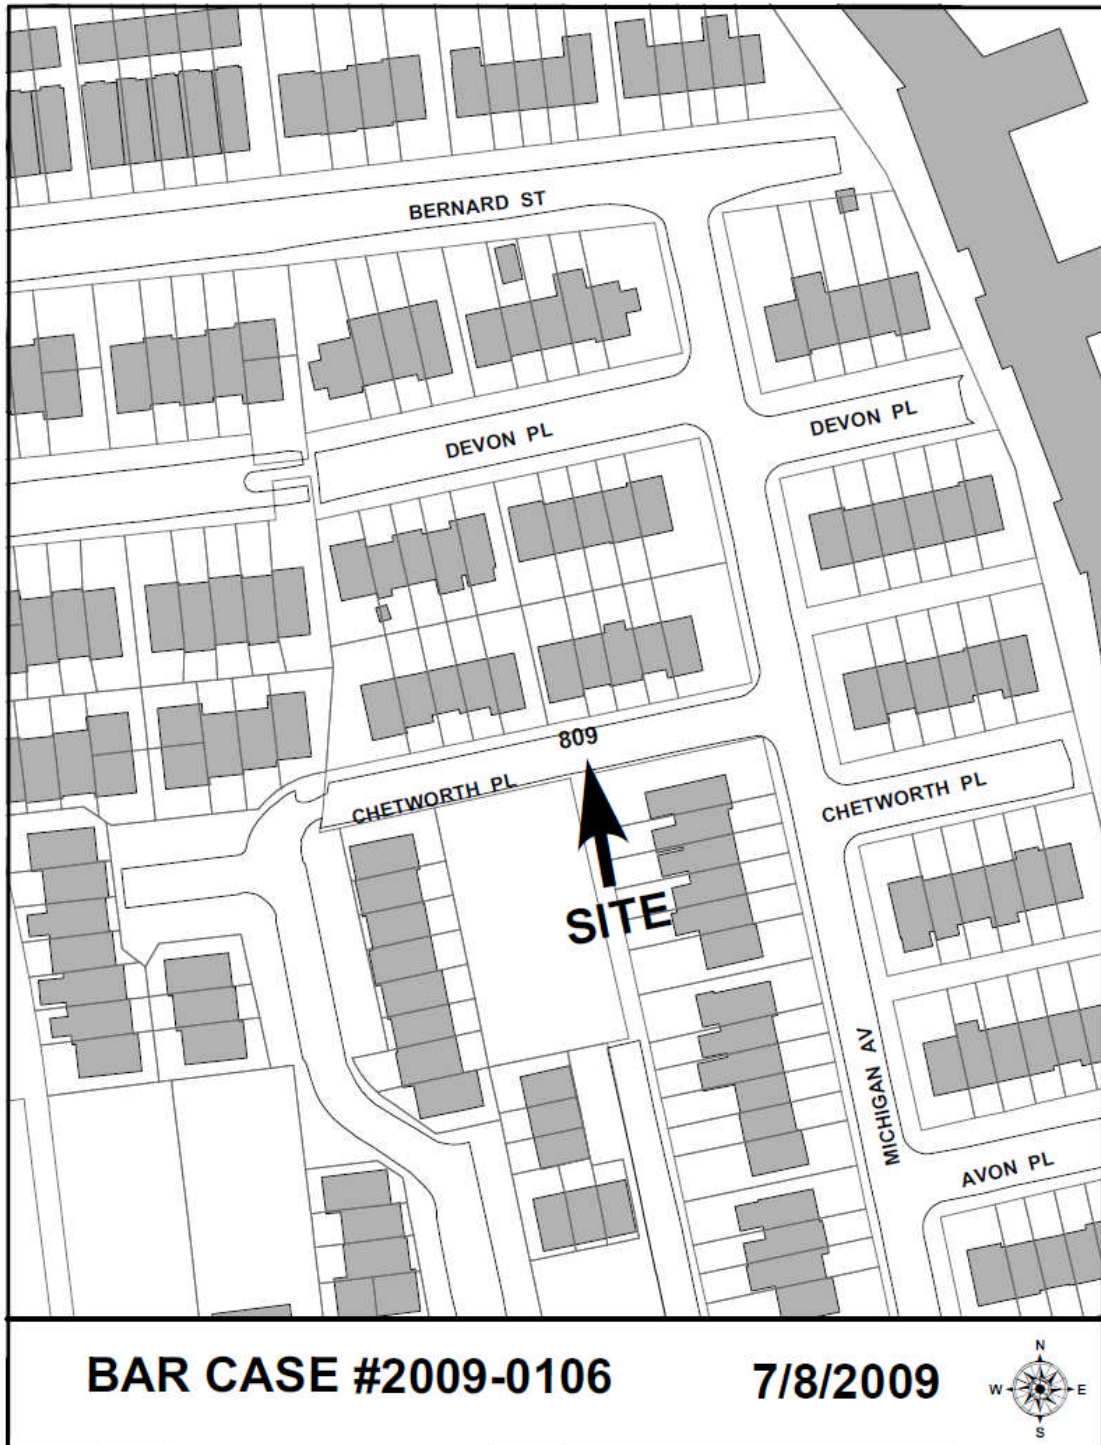 BERNARD ST
DEVON PL
DEVON PL
809
CHETWORTH PL
CHETWORTH PL
SITE
MICHIGAN AV
AVON PL
BAR CASE #2009-0106
7/8/2009
N
W E
S